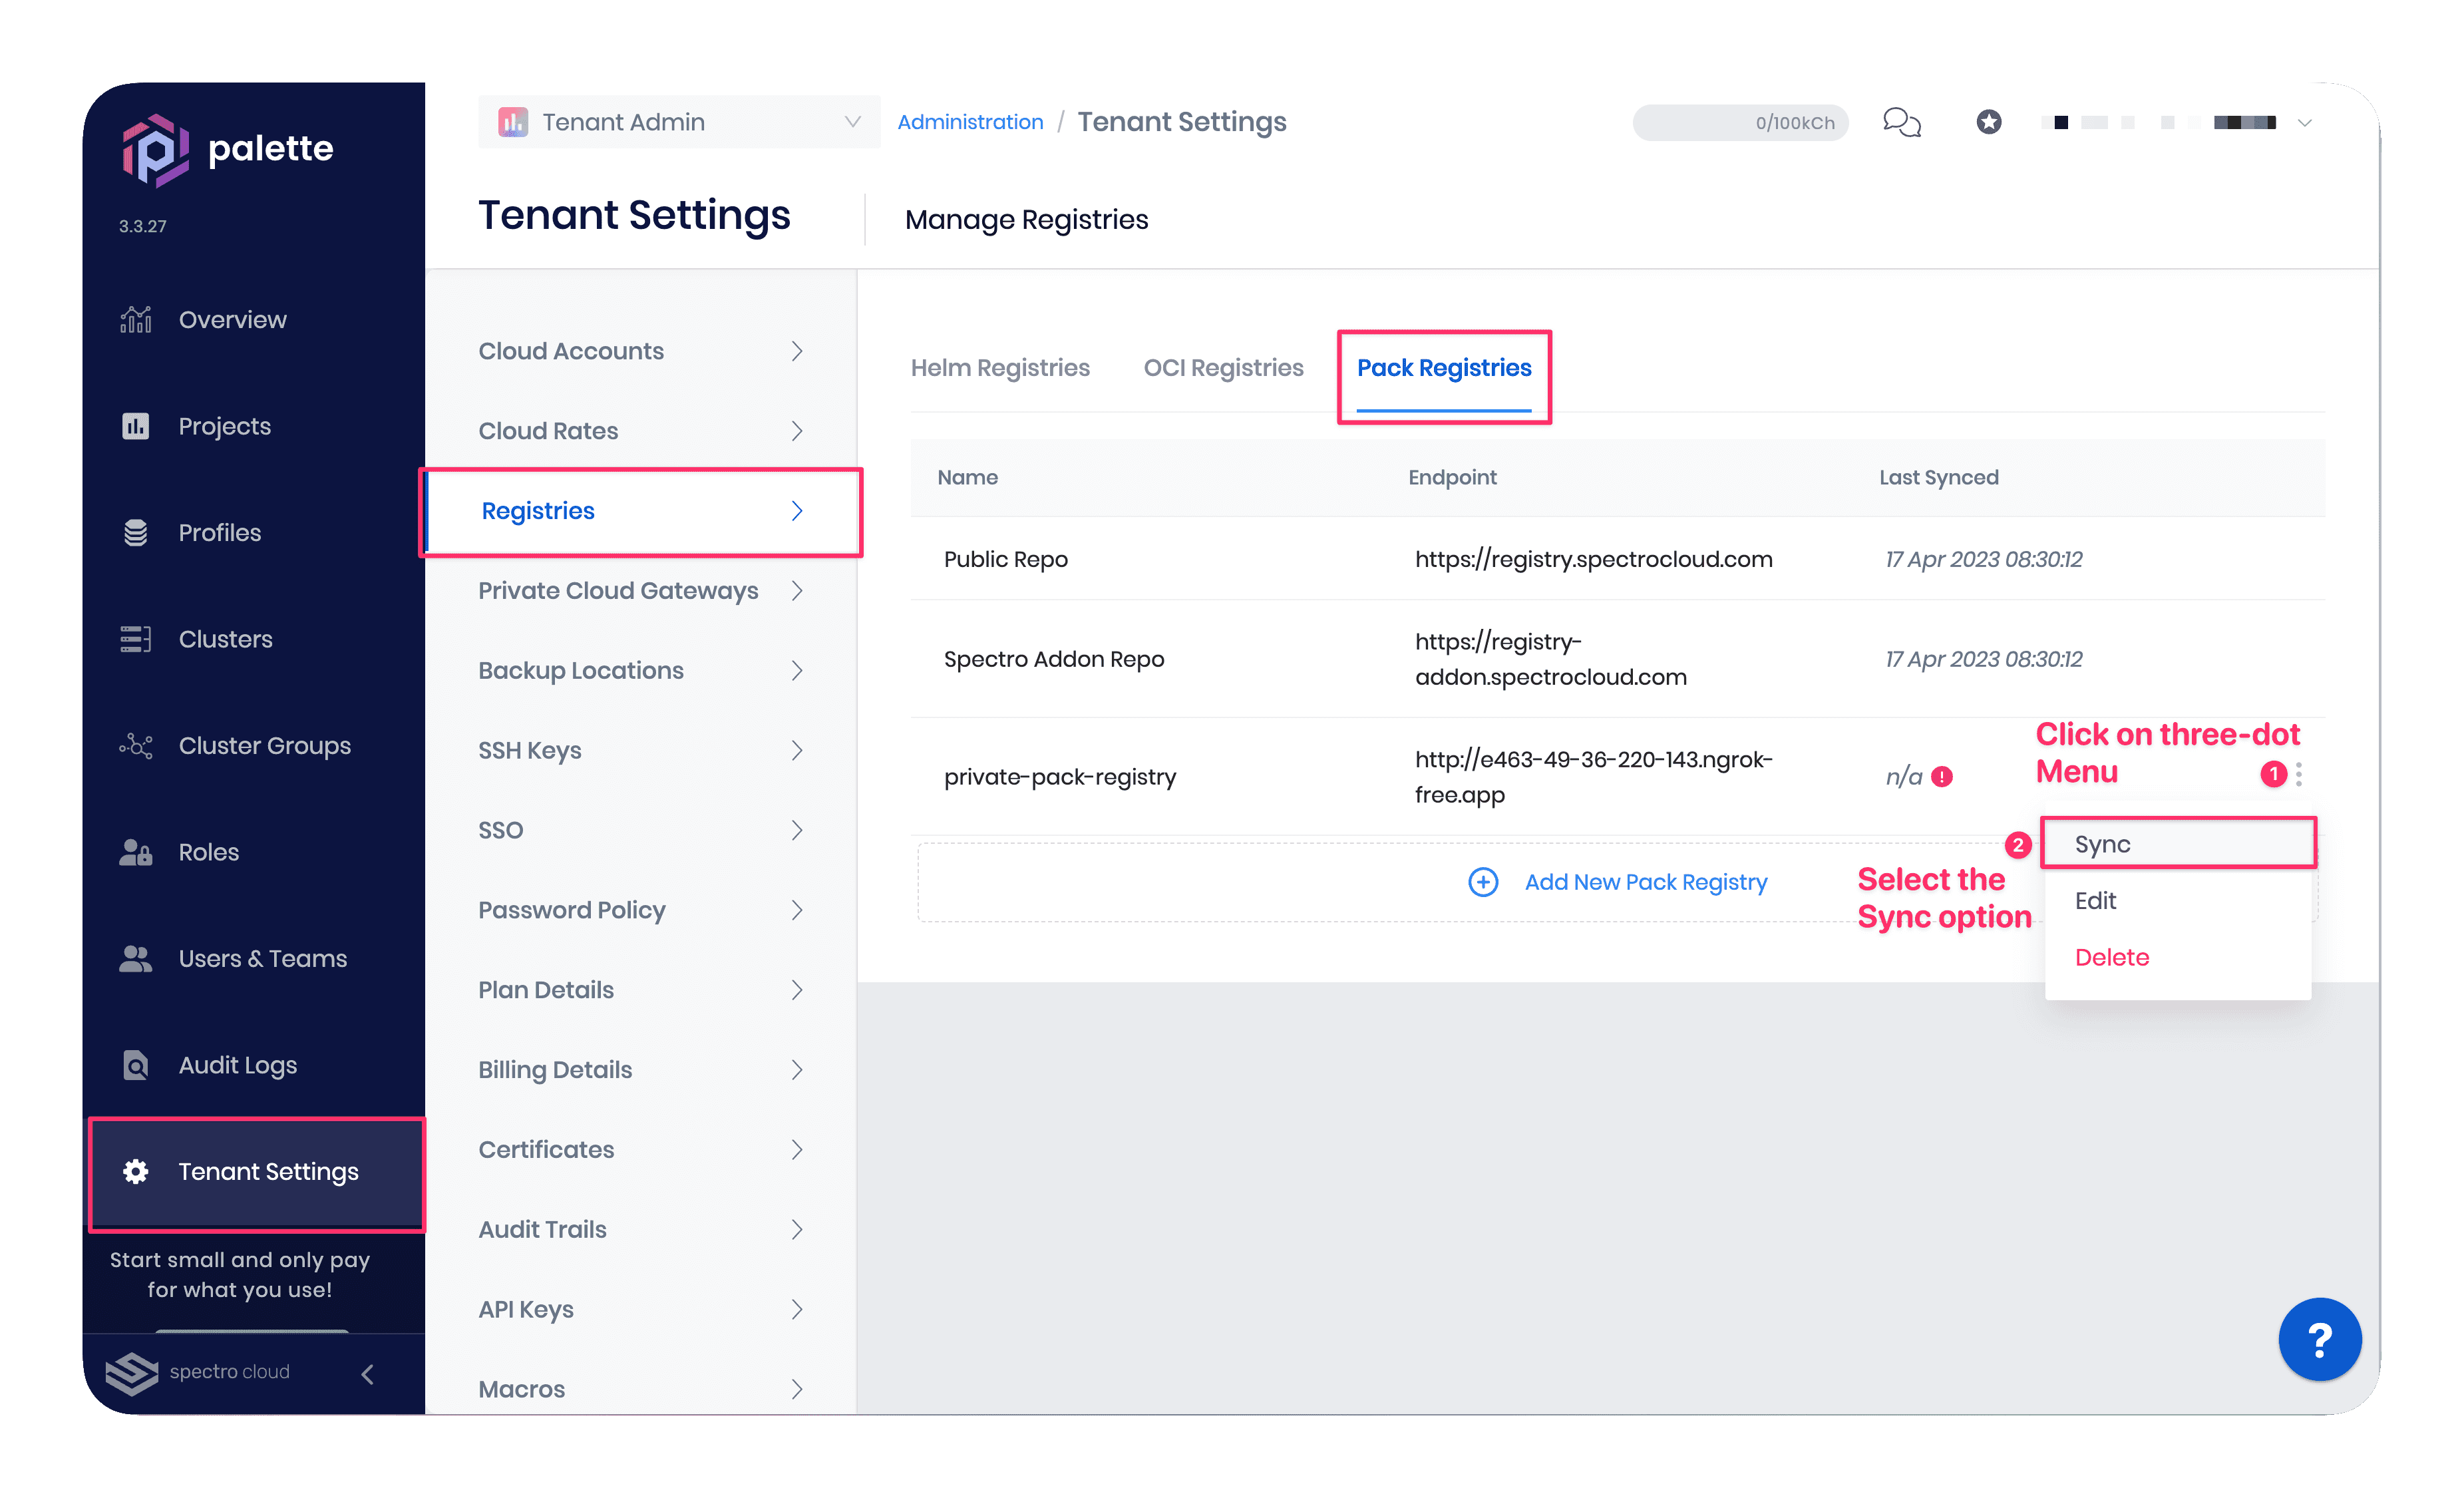 palette
3.3.27
Overview
Projects
Profiles
Clusters
Cluster Groups
Roles
Users & Teams
Audit Logs
Tenant Settings
Start small and only pay
for what you use!
spectro cloud
Tenant Admin
Administration / Tenant Settings
0/100kCh
Tenant Settings
Manage Registries
Cloud Accounts
Cloud Rates
Registries
Private Cloud Gateways
Backup Locations
SSH Keys
SSO
Password Policy
Plan Details
Billing Details
Certificates
Audit Trails
API Keys
Macros
Helm Registries
OCI Registries
Pack Registries
Name
Endpoint
Last Synced
Public Repo
https://registry.spectrocloud.com
17 Apr 2023 08:30:12
Spectro Addon Repo
https://registry-
addon.spectrocloud.com
17 Apr 2023 08:30:12
private-pack-registry
http://e463-49-36-220-143.ngrok-
free.app
n/a !
Click on three-dot
Menu
1
2
Sync
Select the
Sync option
Edit
Delete
Add New Pack Registry
?